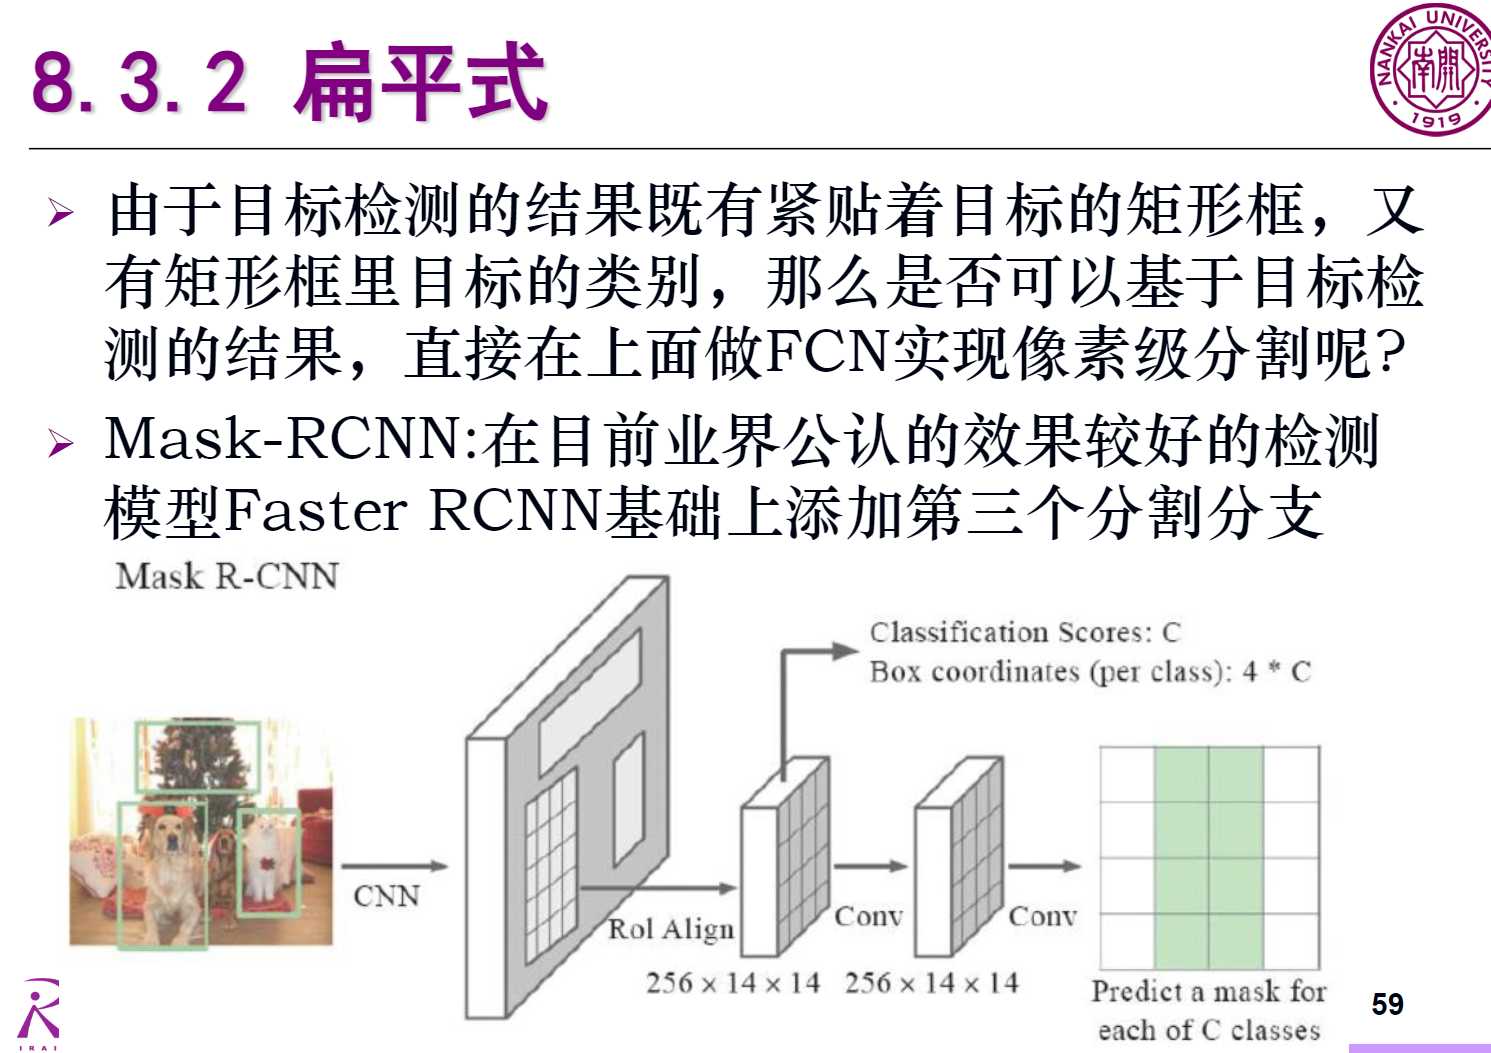 8.3.2 扁平式
NANKAI UNIVERSITY
南開
1919
由于目标检测的结果既有紧贴着目标的矩形框，又
有矩形框里目标的类别，那么是否可以基于目标检
测的结果，直接在上面做FCN实现像素级分割呢？
Mask-RCNN:在目前业界公认的效果较好的检测
模型Faster RCNN基础上添加第三个分割分支
Mask R-CNN
Classification Scores: C
Box coordinates (per class): 4 * C
CNN
RoI Align
Conv
Conv
256 × 14 × 14
256 × 14 × 14
Predict a mask for
each of C classes
59
IRAI